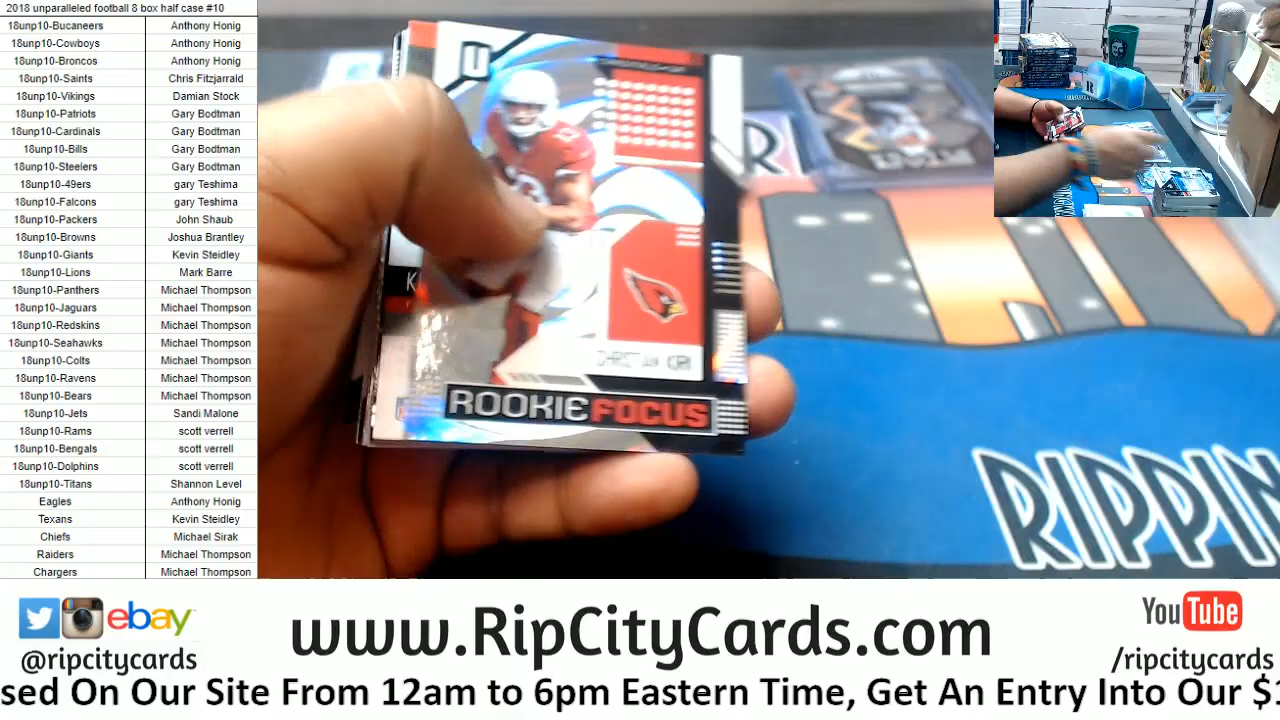 2018 unparalleled football 8 box half case #10
18unp10-Bucaneers Anthony Honig
18unp10-Cowboys Anthony Honig
18unp10-Broncos Anthony Honig
18unp10-Saints Chris Fitzjarrald
18unp10-Vikings Damian Stock
18unp10-Patriots Gary Bodtman
18unp10-Cardinals Gary Bodtman
18unp10-Bills Gary Bodtman
18unp10-Steelers Gary Bodtman
18unp10-49ers gary Teshima
18unp10-Falcons gary Teshima
18unp10-Packers John Shaub
18unp10-Browns Joshua Brantley
18unp10-Giants Kevin Steidley
18unp10-Lions Mark Barre
18unp10-Panthers Michael Thompson
18unp10-Jaguars Michael Thompson
18unp10-Redskins Michael Thompson
18unp10-Seahawks Michael Thompson
18unp10-Colts Michael Thompson
18unp10-Ravens Michael Thompson
18unp10-Bears Michael Thompson
18unp10-Jets Sandi Malone
18unp10-Rams scott verrell
18unp10-Bengals scott verrell
18unp10-Dolphins scott verrell
18unp10-Titans Shannon Level
Eagles Anthony Honig
Texans Kevin Steidley
Chiefs Michael Sirak
Raiders Michael Thompson
Chargers Michael Thompson
U
K
ROOKIE FOCUS
R
RIPPIN
ebay
@ripcitycards
www.RipCityCards.com
YouTube
/ripcitycards
sed On Our Site From 12am to 6pm Eastern Time, Get An Entry Into Our $1